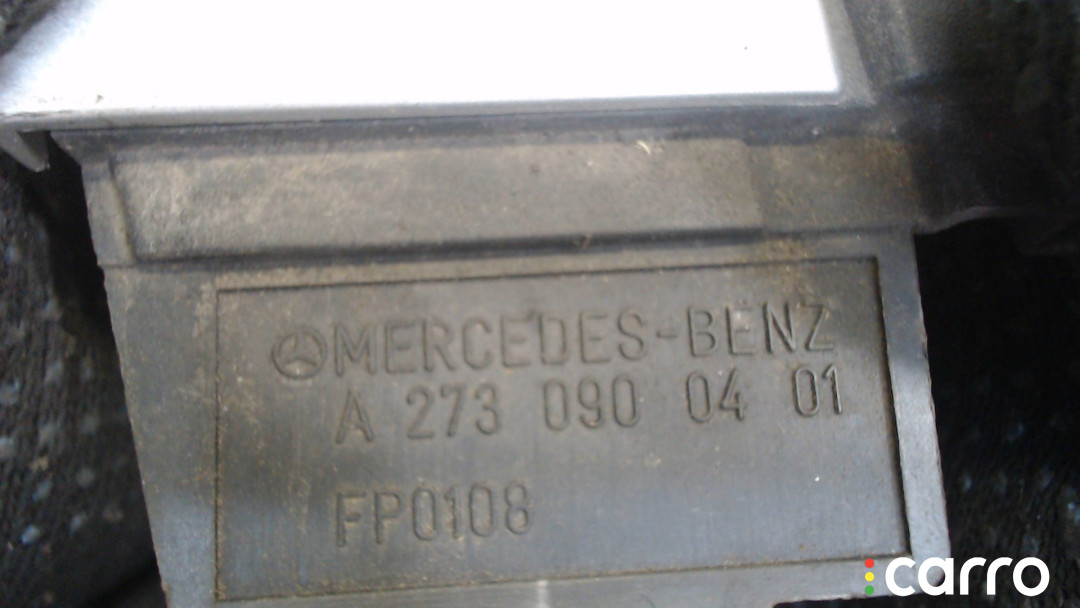 MERCEDES-BENZ
A 273 090 04 01
FP0108
carro